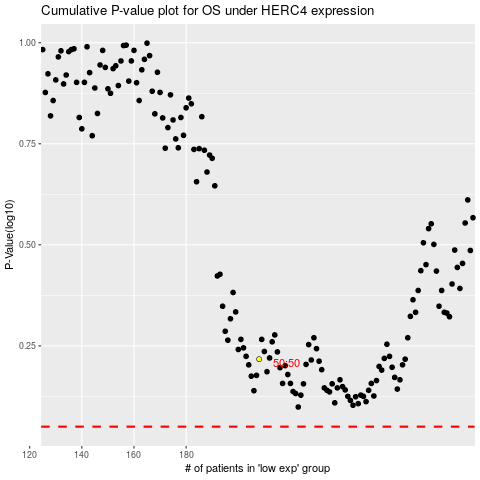 Cumulative P-value plot for OS under HERC4 expression
P-Value(log10)
1.00
0.75
0.50
0.25
50:50
120 140 160 180
# of patients in 'low exp' group